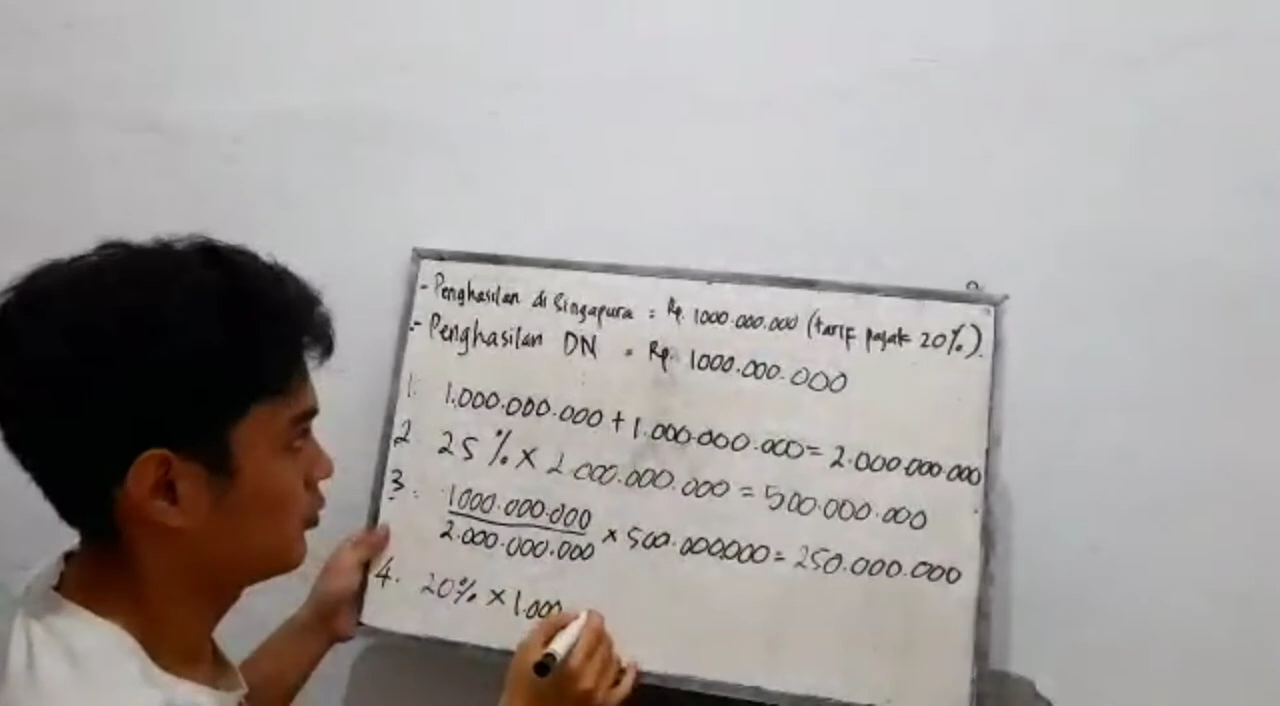 - Penghasilan di Singapura = Rp. 1000.000.000 (tarif pajak 20%).
- Penghasilan DN = Rp. 1000.000.000
1. 1.000.000.000 + 1.000.000.000 = 2.000.000.000
2. 25% x 2.000.000.000 = 500.000.000
3. 1000.000.000
2.000.000.000 x 500.000.000 = 250.000.000
4. 20% x 1.000